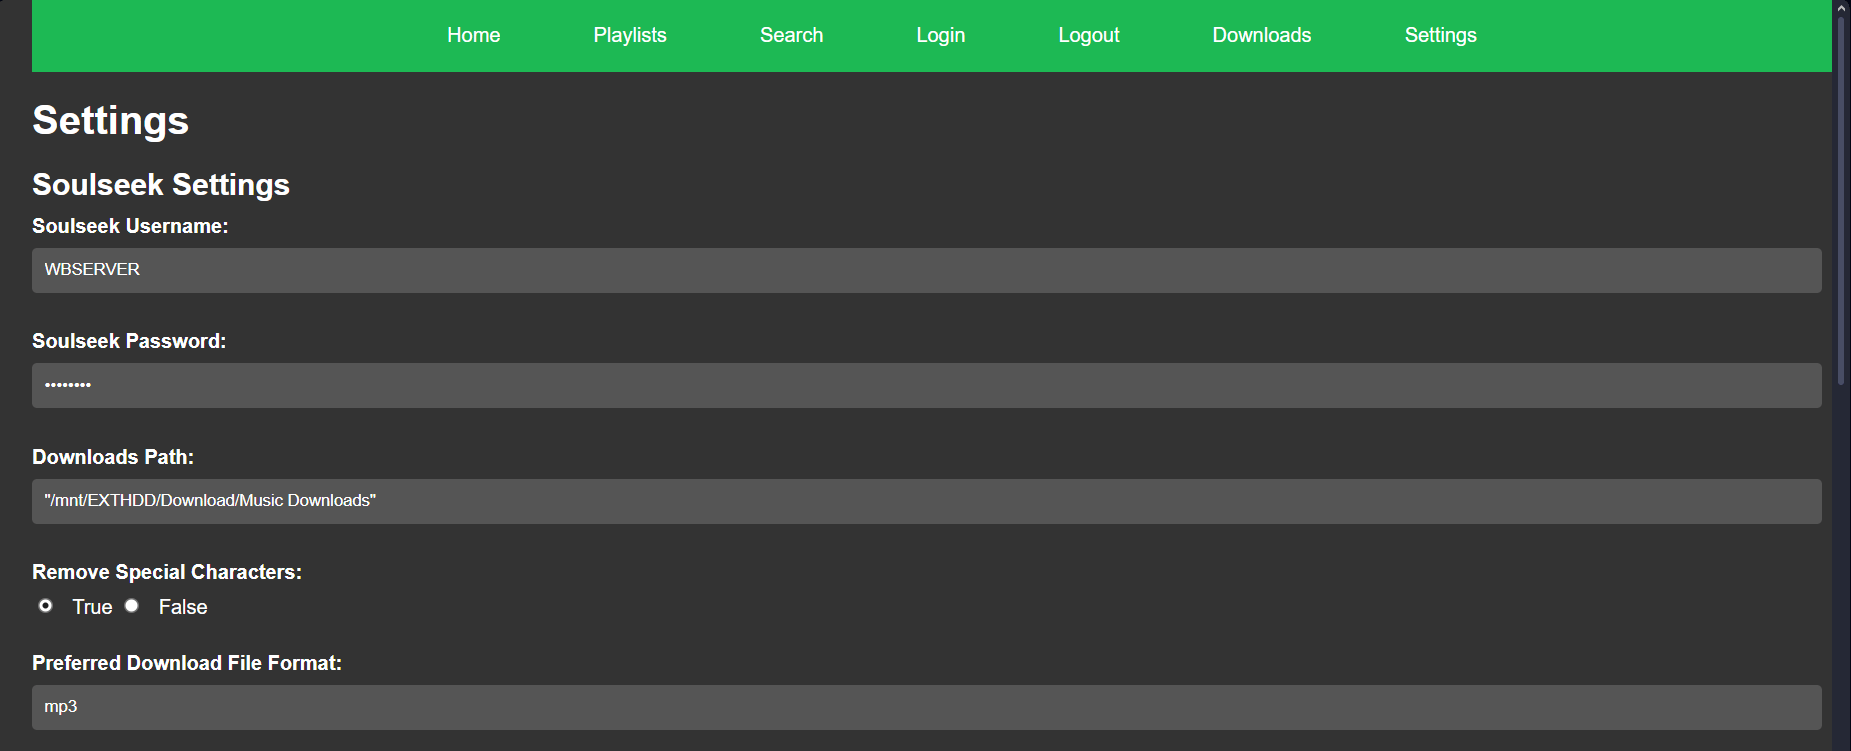 Home Playlists Search Login Logout Downloads Settings
Settings
Soulseek Settings
Soulseek Username:
WBSERVER
Soulseek Password:
••••••••
Downloads Path:
"/mnt/EXTHDD/Download/Music Downloads"
Remove Special Characters:
True False
Preferred Download File Format:
mp3